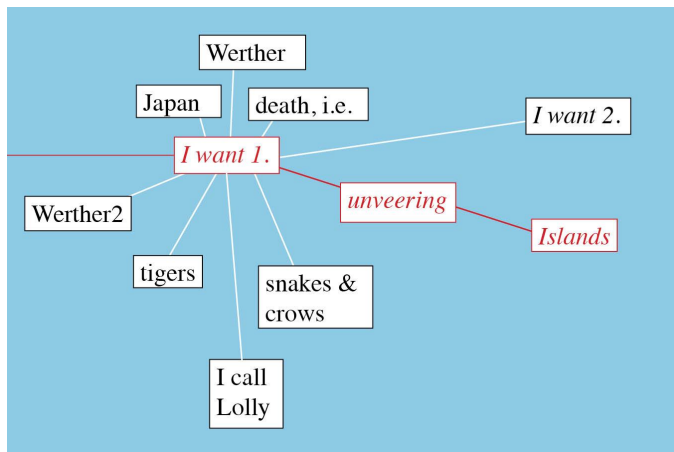 Werther
Japan
death, i.e.
I want 2.
I want 1.
unveering
Werther2
Islands
tigers
snakes &
crows
I call
Lolly